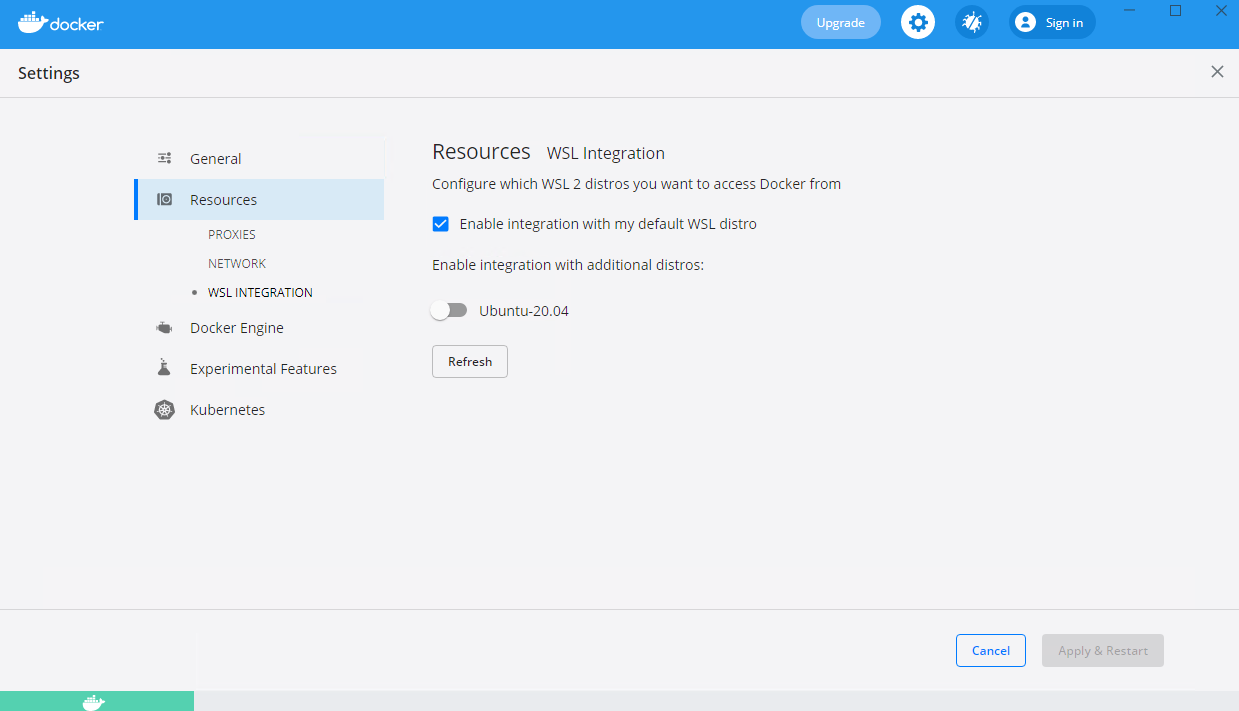 docker
Upgrade
Sign in
Settings
General
Resources
PROXIES
NETWORK
WSL INTEGRATION
Docker Engine
Experimental Features
Kubernetes
Resources WSL Integration
Configure which WSL 2 distros you want to access Docker from
Enable integration with my default WSL distro
Enable integration with additional distros:
Ubuntu-20.04
Refresh
Cancel
Apply & Restart